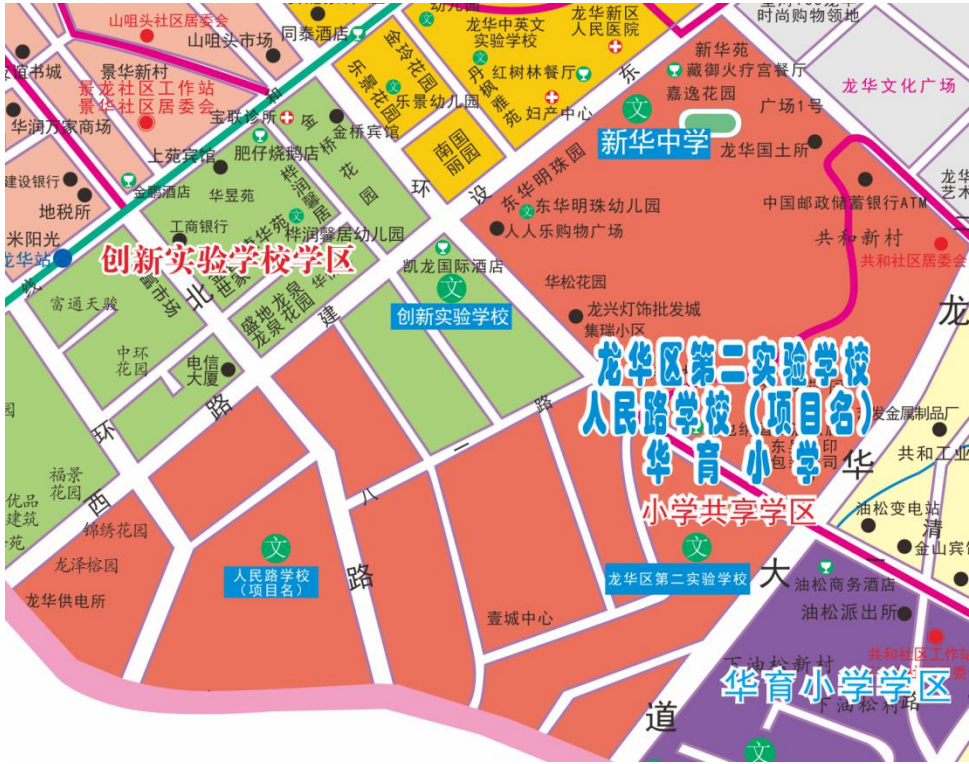 山咀头社区居委会
山咀头市场
同泰酒店
幼儿园
龙华中英文
实验学校
龙华新区
人民医院
时尚购物领地
景华新村
景龙社区工作站
景华社区居委会
华润万家商场
金玲花园
乐景花园
乐景幼儿园
丹枫雅苑
红树林餐厅
妇产中心
东
新华苑
藏御火疗宫餐厅
嘉逸花园
广场1号
新华中学
龙华国土所
龙华文化广场
宝联诊所
和
金桥花园
金桥宾馆
上苑宾馆
肥仔烧鹅店
南国
丽园
建设银行
地税所
金鹏酒店
华昱苑
桦润馨居
桦润馨居幼儿园
环
设
东华明珠园
东华明珠幼儿园
人人乐购物广场
中国邮政储蓄银行ATM
共和新村
共和社区居委会
米阳光
龙华站
工商银行
创新实验学校学区
凯龙国际酒店
创新实验学校
华松花园
龙兴灯饰批发城
集瑞小区
富通天骏
北
盛地龙泉
龙泉花园
建
中环
花园
电信
大厦
路
环
西
路
龙
龙华区第二实验学校
人民路学校（项目名）
华育小学
小学共享学区
发金属制品厂
共和工业
华
福景
花园
优品
建筑
锦绣花园
龙泽榕园
龙华供电所
八
一
路
人民路学校
（项目名）
壹城中心
龙华区第二实验学校
油松变电站
清
金山宾
大
油松商务酒店
油松派出所
共和社区工作站
下油松新村
华育小学学区
下油松村路
道